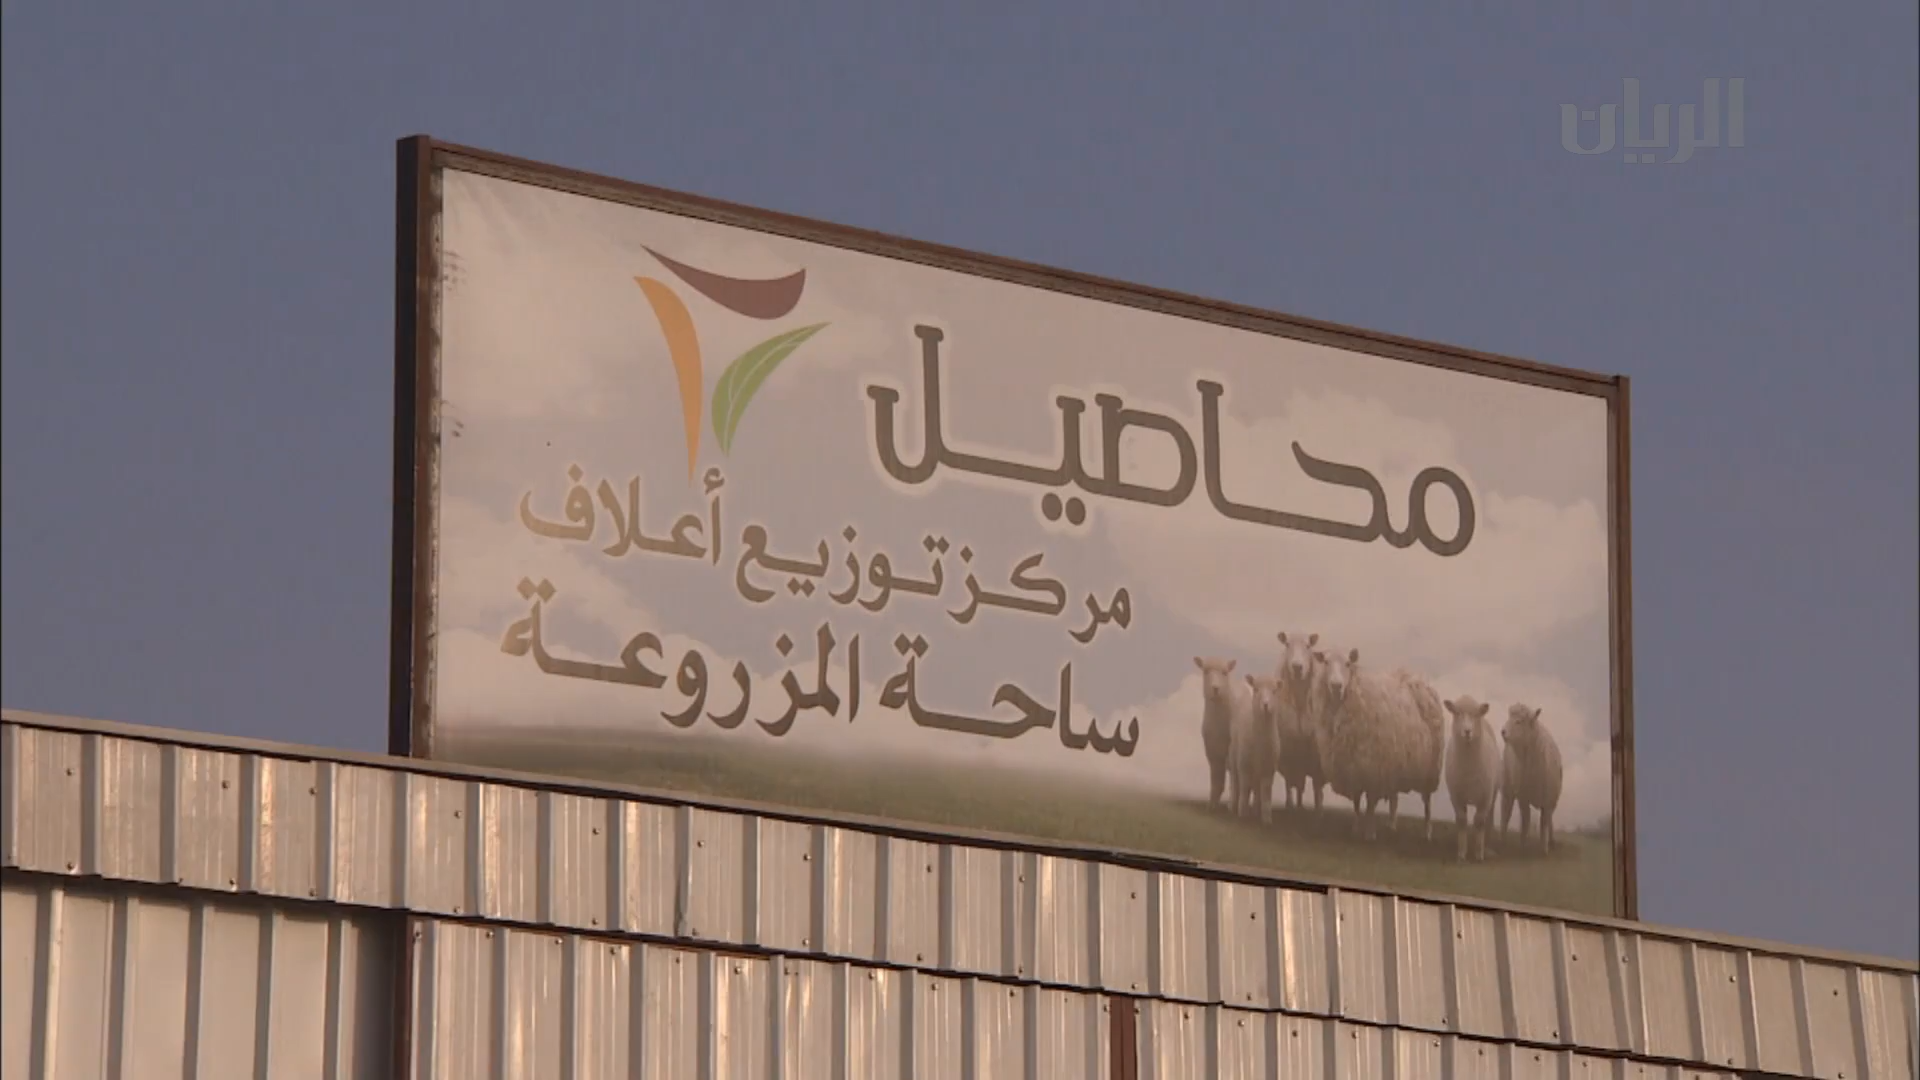 الريان
محاصيل
مركز توزيع أعلاف
ساحة المزروعة